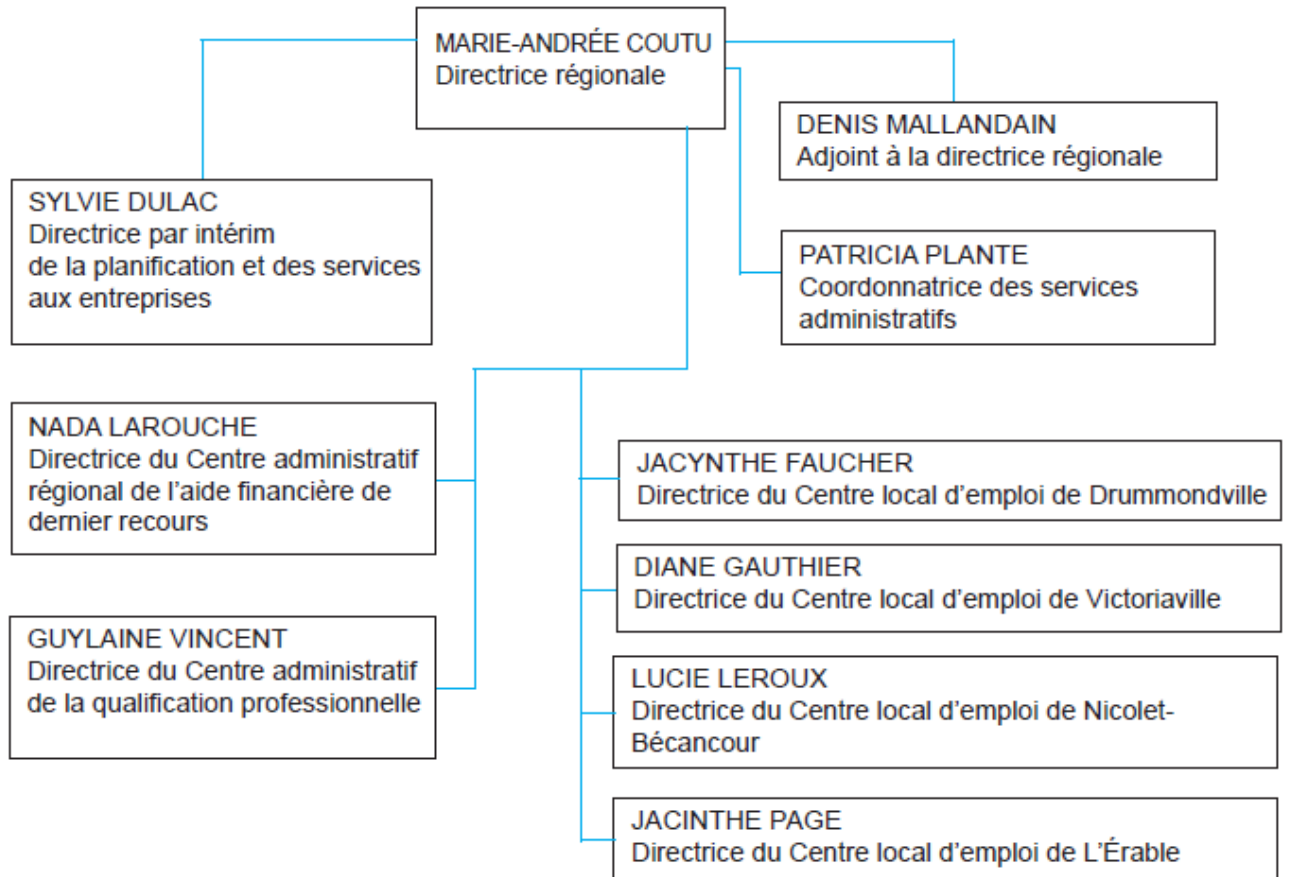 MARIE-ANDRÉE COUTU
Directrice régionale
DENIS MALLANDAIN
Adjoint à la directrice régionale
SYLVIE DULAC
Directrice par intérim
de la planification et des services
aux entreprises
PATRICIA PLANTE
Coordonnatrice des services
administratifs
NADA LAROUCHE
Directrice du Centre administratif
régional de l'aide financière de
dernier recours
GUYLAINE VINCENT
Directrice du Centre administratif
de la qualification professionnelle
JACYNTHE FAUCHER
Directrice du Centre local d'emploi de Drummondville
DIANE GAUTHIER
Directrice du Centre local d'emploi de Victoriaville
LUCIE LEROUX
Directrice du Centre local d'emploi de Nicolet-
Bécancour
JACINTHE PAGE
Directrice du Centre local d'emploi de L'Érable